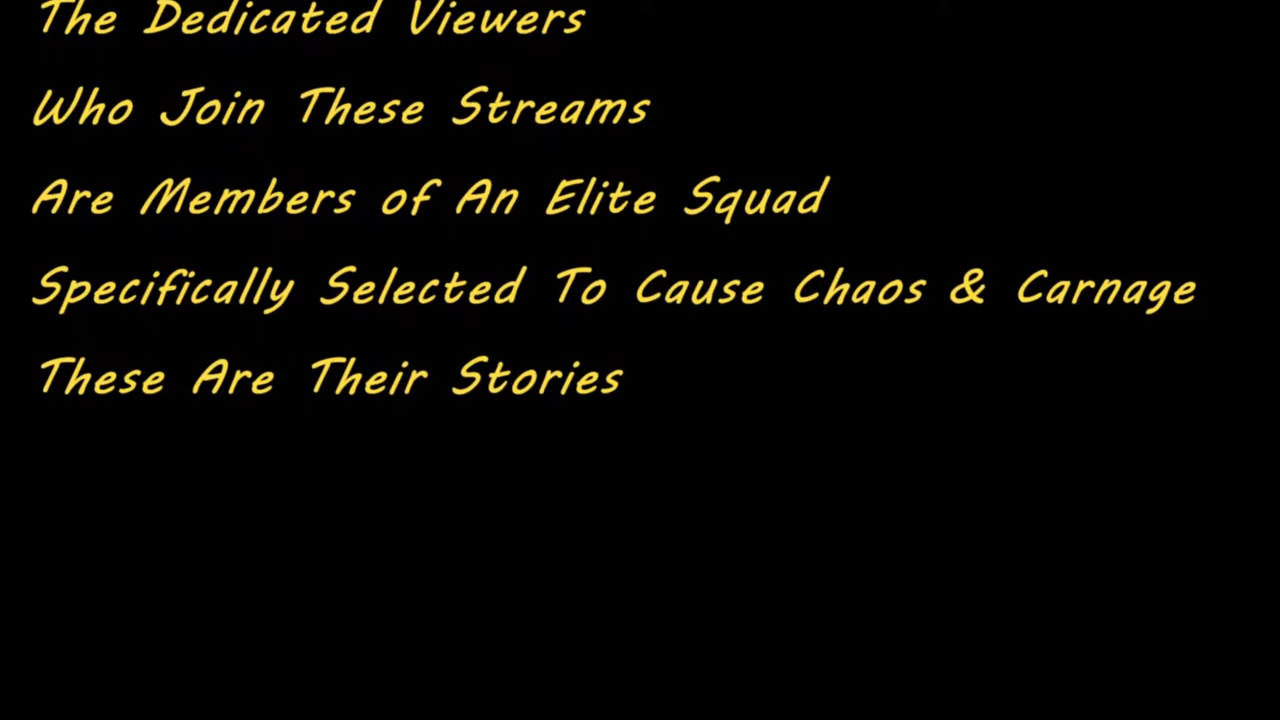 The Dedicated Viewers
Who Join These Streams
Are Members of An Elite Squad
Specifically Selected To Cause Chaos & Carnage
These Are Their Stories